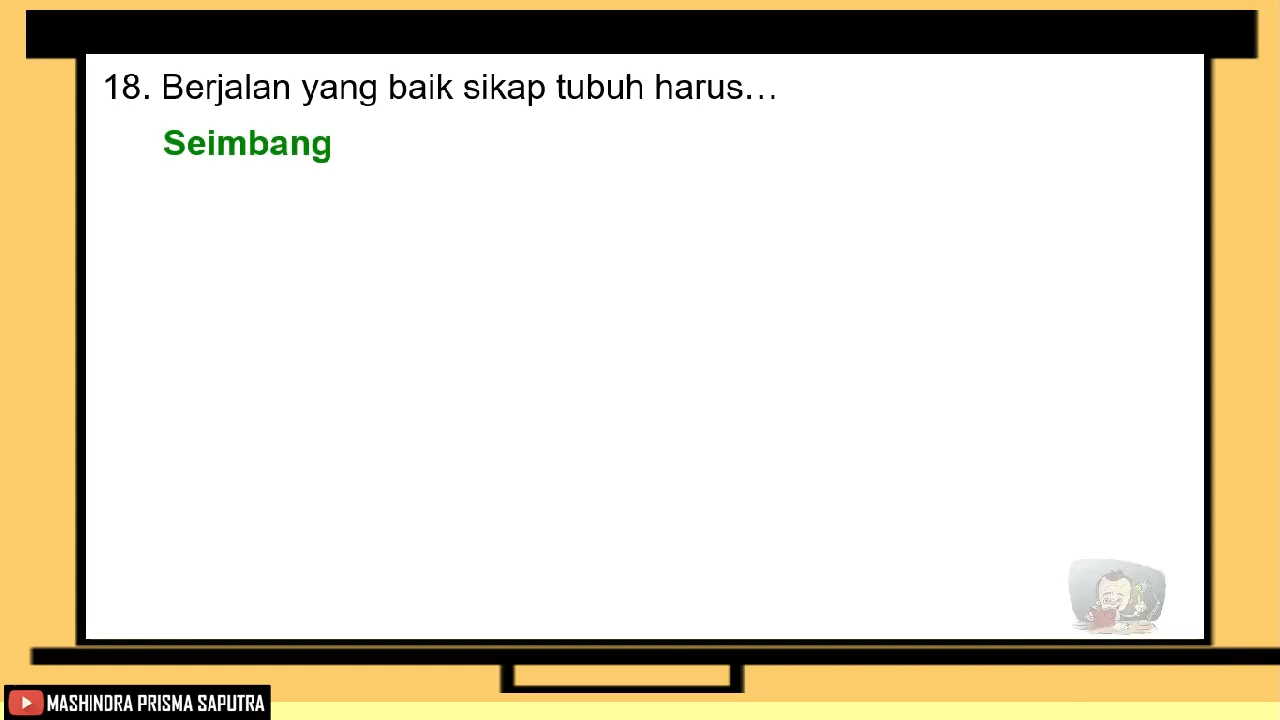 18. Berjalan yang baik sikap tubuh harus…
Seimbang
MASHINDRA PRISMA SAPUTRA